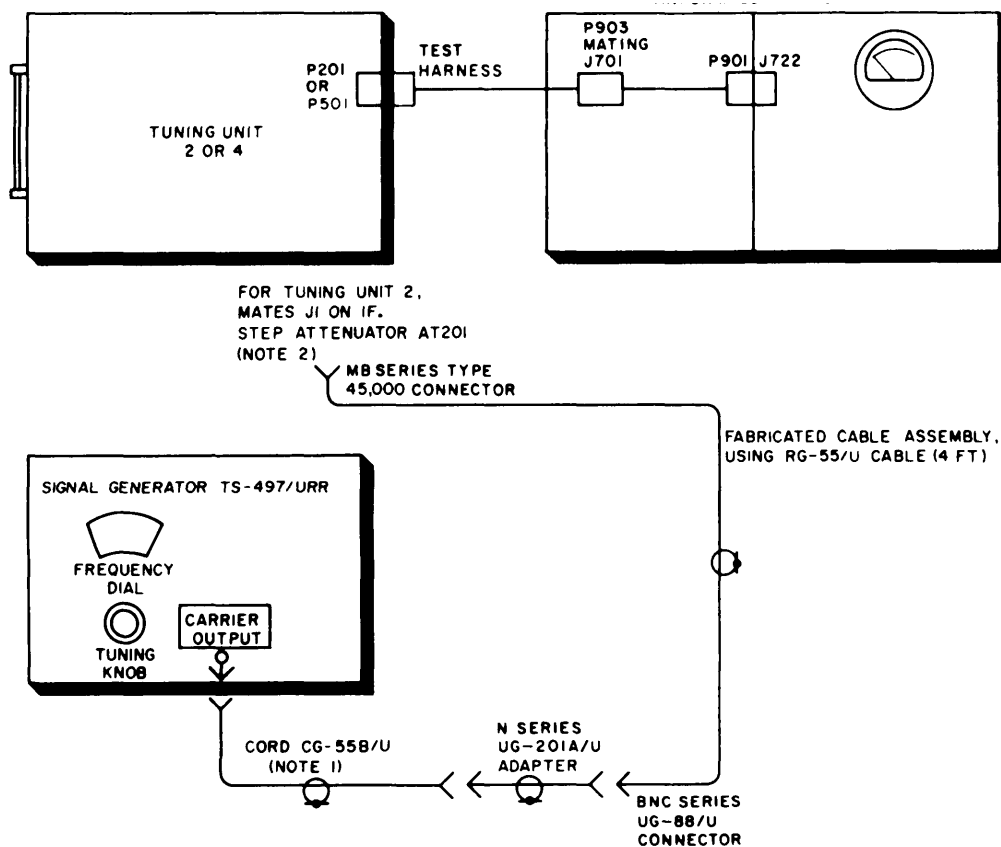 P903
MATING
J701
TEST
HARNESS
P201
OR
P501
P901 J722
TUNING UNIT
2 OR 4
FOR TUNING UNIT 2,
MATES J1 ON IF.
STEP ATTENUATOR AT201
(NOTE 2)
MB SERIES TYPE
45,000 CONNECTOR
FABRICATED CABLE ASSEMBLY,
USING RG-55/U CABLE (4 FT)
SIGNAL GENERATOR TS-497/URR
FREQUENCY
DIAL
TUNING
KNOB
CARRIER
OUTPUT
CORD CG-55B/U
(NOTE 1)
N SERIES
UG-201A/U
ADAPTER
BNC SERIES
UG-88/U
CONNECTOR